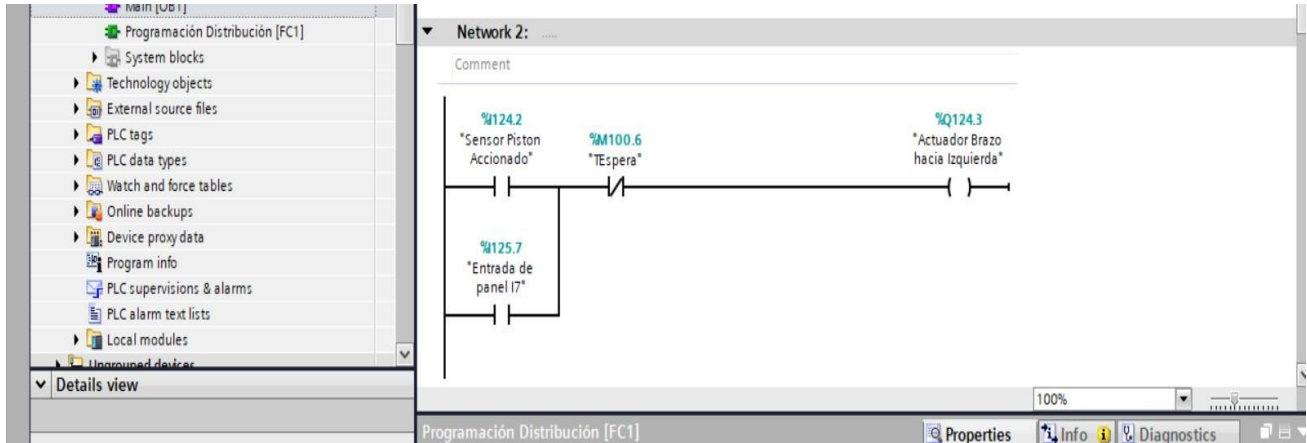 Main [OB1]
Programación Distribución [FC1]
System blocks
Technology objects
External source files
PLC tags
PLC data types
Watch and force tables
Online backups
Device proxy data
Program info
PLC supervisions & alarms
PLC alarm text lists
Local modules
Ungrouped devices
Details view
Network 2: .....
Comment
%I124.2
"Sensor Piston
Accionado"
%M100.6
"TEspera"
%Q124.3
"Actuador Brazo
hacia Izquierda"
%I125.7
"Entrada de
panel I7"
100%
Programación Distribución [FC1]
Properties
Info
Diagnostics